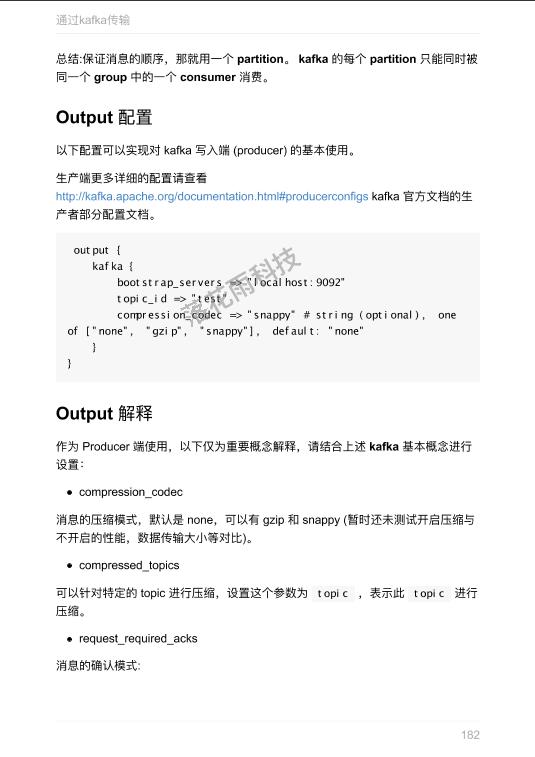 通过kafka传输
总结:保证消息的顺序，那就用一个 partition。 kafka 的每个 partition 只能同时被
同一个 group 中的一个 consumer 消费。
Output 配置
以下配置可以实现对 kafka 写入端 (producer) 的基本使用。
生产端更多详细的配置请查看
http://kafka.apache.org/documentation.html#producerconfigs kafka 官方文档的生
产者部分配置文档。
output {
kafka {
bootstrap_servers => "localhost:9092"
topic_id => "test"
compression_codec => "snappy" # string (optional), one
of ["none", "gzip", "snappy"], default: "none"
}
}
落花雨科技
Output 解释
作为 Producer 端使用，以下仅为重要概念解释，请结合上述 kafka 基本概念进行
设置：
● compression_codec
消息的压缩模式，默认是 none，可以有 gzip 和 snappy (暂时还未测试开启压缩与
不开启的性能，数据传输大小等对比)。
● compressed_topics
可以针对特定的 topic 进行压缩，设置这个参数为 topic ，表示此 topic 进行
压缩。
● request_required_acks
消息的确认模式:
182